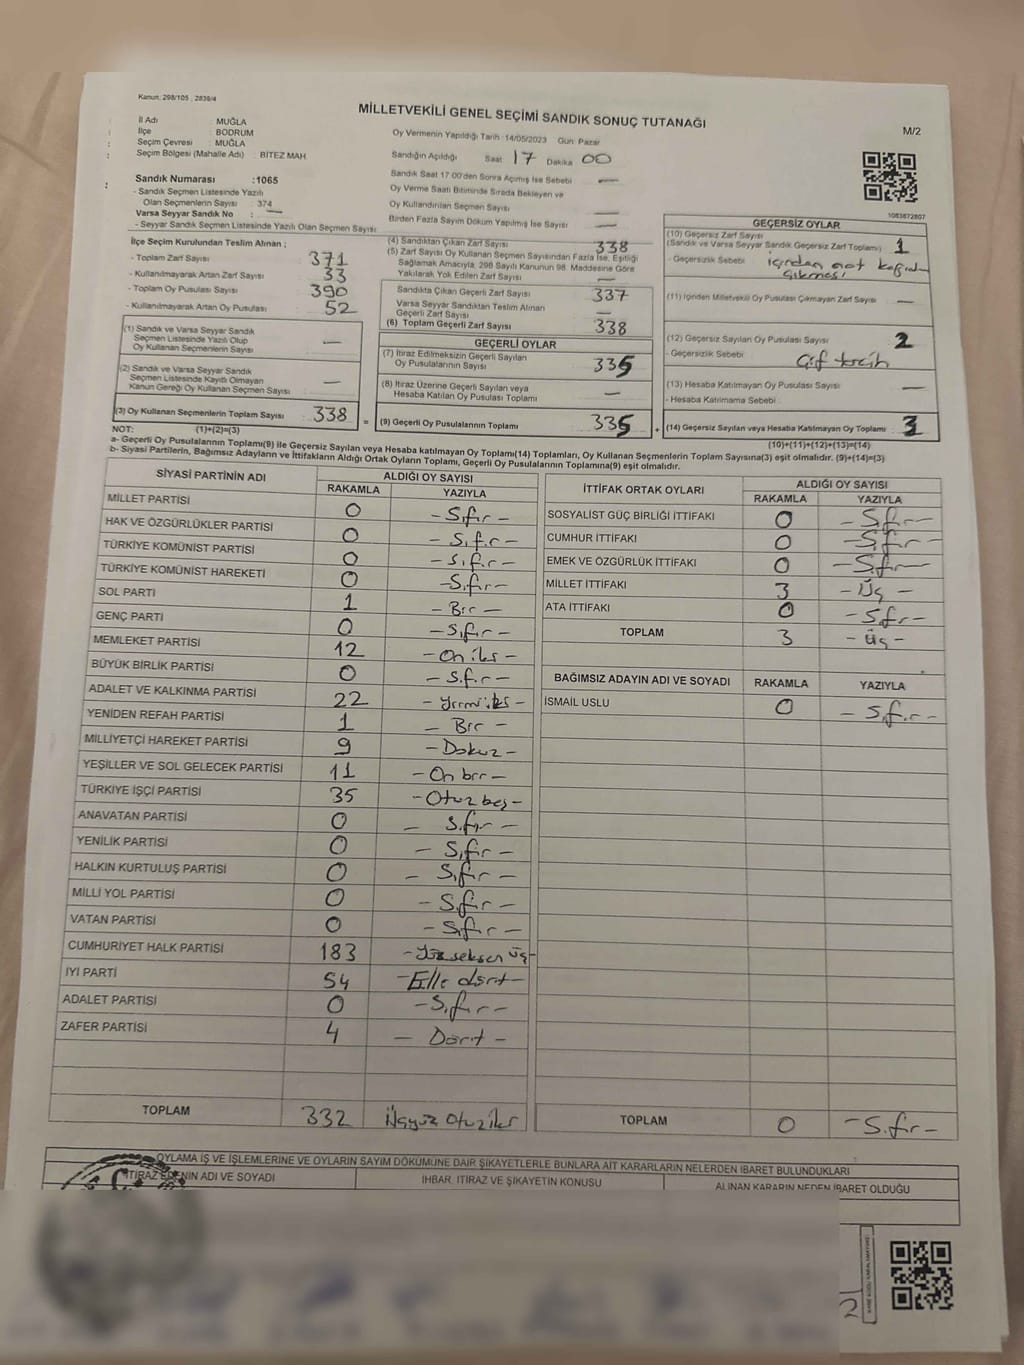 Kanun: 298/105 , 2839/4
MİLLETVEKİLİ GENEL SEÇİMİ SANDIK SONUÇ TUTANAĞI
M/2
İl Adı : MUĞLA
İlçe : BODRUM
Seçim Çevresi : MUĞLA
Seçim Bölgesi (Mahalle Adı) : BİTEZ MAH
Sandık Numarası :1065
- Sandık Seçmen Listesinde Yazılı
Olan Seçmenlerin Sayısı : 374
Varsa Seyyar Sandık No : —
- Seyyar Sandık Seçmen Listesinde Yazılı Olan Seçmen Sayısı
Oy Vermenin Yapıldığı Tarih :14/05/2023 Gün: Pazar
Sandığın Açıldığı Saat 17 Dakika 00
Sandık Saat 17:00'den Sonra Açımış İse Sebebi —
Oy Verme Saati Bitiminde Sırada Bekleyen ve
Oy Kullandırılan Seçmen Sayısı —
Birden Fazla Sayım Döküm Yapılmış İse Sayısı —
1083672807
İlçe Seçim Kurulundan Teslim Alınan ;
- Toplam Zarf Sayısı 371
- Kullanılmayarak Artan Zarf Sayısı 33
- Toplam Oy Pusulası Sayısı 390
- Kullanılmayarak Artan Oy Pusulası 52
(1) Sandık ve Varsa Seyyar Sandık
Seçmen Listesinde Yazılı Olup
Oy Kullanan Seçmenlerin Sayısı —
(2) Sandık ve Varsa Seyyar Sandık
Seçmen Listesinde Kayıtlı Olmayan
Kanun Gereği Oy Kullanan Seçmen Sayısı —
(3) Oy Kullanan Seçmenlerin Toplam Sayısı 338 =
(4) Sandıktan Çıkan Zarf Sayısı 338
(5) Zarf Sayısı Oy Kullanan Seçmen Sayısından Fazla İse, Eşitliği
Sağlamak Amacıyla, 298 Sayılı Kanunun 98. Maddesine Göre
Yakılarak Yok Edilen Zarf Sayısı —
Sandıkta Çıkan Geçerli Zarf Sayısı 337
Varsa Seyyar Sandıktan Teslim Alınan
Geçerli Zarf Sayısı —
(6) Toplam Geçerli Zarf Sayısı 338
GEÇERLİ OYLAR
(7) İtiraz Edilmeksizin Geçerli Sayılan
Oy Pusulalarının Sayısı 335
(8) İtiraz Üzerine Geçerli Sayılan veya
Hesaba Katılan Oy Pusulası Toplamı —
(9) Geçerli Oy Pusulalarının Toplamı 335 +
GEÇERSİZ OYLAR
(10) Geçersiz Zarf Sayısı
(Sandık ve Varsa Seyyar Sandık Geçersiz Zarf Toplamı) 1
- Geçersizlik Sebebi : içinden not kağıdı
çıkması
(11) İçinden Milletvekili Oy Pusulası Çıkmayan Zarf Sayısı —
(12) Geçersiz Sayılan Oy Pusulası Sayısı 2
- Geçersizlik Sebebi : Çif tercih
(13) Hesaba Katılmayan Oy Pusulası Sayısı —
- Hesaba Katılmama Sebebi :
(14) Geçersiz Sayılan veya Hesaba Katılmayan Oy Toplamı 3
NOT: (1)+(2)=(3)
(10)+(11)+(12)+(13)=(14)
a- Geçerli Oy Pusulalarının Toplamı(9) ile Geçersiz Sayılan veya Hesaba katılmayan Oy Toplamı(14) Toplamları, Oy Kullanan Seçmenlerin Toplam Sayısına(3) eşit olmalıdır. (9)+(14)=(3)
b- Siyasi Partilerin, Bağımsız Adayların ve İttifakların Aldığı Ortak Oyların Toplamı, Geçerli Oy Pusulalarının Toplamına(9) eşit olmalıdır.
SİYASİ PARTİNİN ADI ALDIĞI OY SAYISI
RAKAMLA YAZIYLA
MİLLET PARTİSİ 0 -Sıfır-
HAK VE ÖZGÜRLÜKLER PARTİSİ 0 -Sıfır-
TÜRKİYE KOMÜNİST PARTİSİ 0 -Sıfır-
TÜRKİYE KOMÜNİST HAREKETİ 0 -Sıfır-
SOL PARTİ 1 -Bir-
GENÇ PARTİ 0 -Sıfır-
MEMLEKET PARTİSİ 12 -On iki-
BÜYÜK BİRLİK PARTİSİ 0 -Sıfır-
ADALET VE KALKINMA PARTİSİ 22 -Yirmi iki-
YENİDEN REFAH PARTİSİ 1 -Bir-
MİLLİYETÇİ HAREKET PARTİSİ 9 -Dokuz-
YEŞİLLER VE SOL GELECEK PARTİSİ 11 -On bir-
TÜRKİYE İŞÇİ PARTİSİ 35 -Otuz beş-
ANAVATAN PARTİSİ 0 -Sıfır-
YENİLİK PARTİSİ 0 -Sıfır-
HALKIN KURTULUŞ PARTİSİ 0 -Sıfır-
MİLLİ YOL PARTİSİ 0 -Sıfır-
VATAN PARTİSİ 0 -Sıfır-
CUMHURİYET HALK PARTİSİ 183 -Yüz seksen üç-
İYİ PARTİ 54 -Elli dört-
ADALET PARTİSİ 0 -Sıfır-
ZAFER PARTİSİ 4 -Dört-
TOPLAM 332 Üçyüz Otuziki
İTTİFAK ORTAK OYLARI ALDIĞI OY SAYISI
RAKAMLA YAZIYLA
SOSYALİST GÜÇ BİRLİĞİ İTTİFAKI 0 -Sıfır-
CUMHUR İTTİFAKI 0 -Sıfır-
EMEK VE ÖZGÜRLÜK İTTİFAKI 0 -Sıfır-
MİLLET İTTİFAKI 3 -Üç-
ATA İTTİFAKI 0 -Sıfır-
TOPLAM 3 -Üç-
BAĞIMSIZ ADAYIN ADI VE SOYADI RAKAMLA YAZIYLA
İSMAİL USLU 0 -Sıfır-
TOPLAM 0 -Sıfır-
OYLAMA İŞ VE İŞLEMLERİNE VE OYLARIN SAYIM DÖKÜMÜNE DAİR ŞİKAYETLERLE BUNLARA AİT KARARLARIN NELERDEN İBARET BULUNDUKLARI
İTİRAZ EDENİN ADI VE SOYADI İHBAR, İTİRAZ VE ŞİKAYETİN KONUSU ALINAN KARARIN NEDEN İBARET OLDUĞU